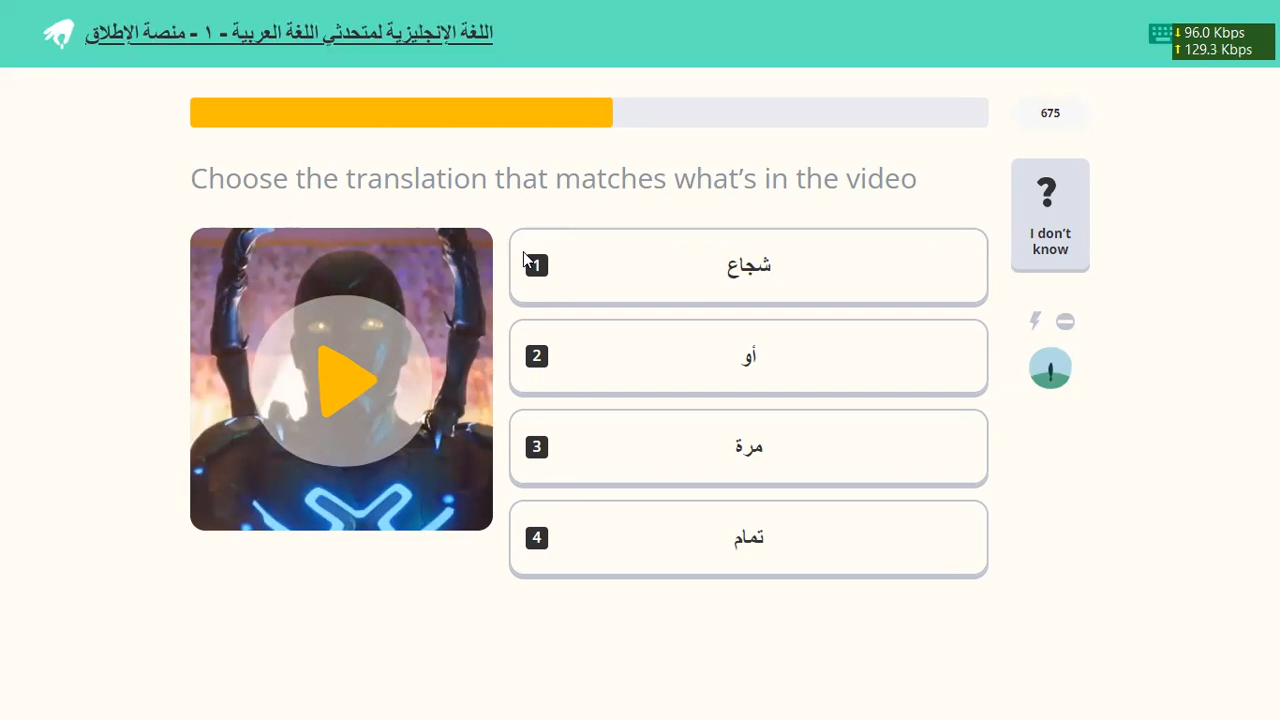 اللغة الإنجليزية لمتحدثي اللغة العربية - ١ - منصة الإطلاق
↓ 96.0 Kbps
↑ 129.3 Kbps
675
Choose the translation that matches what's in the video
?
I don't
know
1 شجاع
2 أو
3 مرة
4 تمام